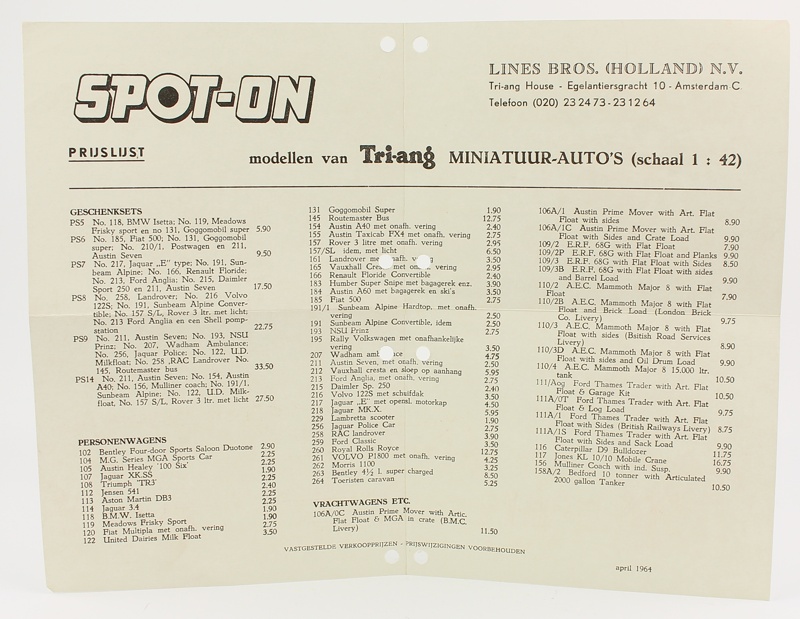 SPOT-ON
LINES BROS. (HOLLAND) N.V.
Tri-ang House - Egelantiersgracht 10 - Amsterdam-C
Telefoon (020) 23 24 73 - 23 12 64
PRIJSLIJST
modellen van Tri-ang MINIATUUR-AUTO'S (schaal 1 : 42)
GESCHENKSETS
PS5 No. 118, BMW Isetta; No. 119, Meadows
Frisky sport en no 131, Goggomobil super 5.90
PS6 No. 185, Fiat 500; No. 131, Goggomobil
super; No. 210/1, Postwagen en 211,
Austin Seven 9.50
PS7 No. 217, Jaguar „E" type; No. 191, Sun-
beam Alpine; No. 166, Renault Floride;
No. 213, Ford Anglia; No. 215, Daimler
Sport 250 en 211, Austin Seven 17.50
PS8 No. 258, Landrover; No. 216 Volvo
122S; No. 191, Sunbeam Alpine Conver-
tible; No. 157 S/L, Rover 3 ltr. met licht;
No. 213 Ford Anglia en een Shell pomp-
station 22.75
PS9 No. 211, Austin Seven; No. 193, NSU
Prinz; No. 207, Wadham Ambulance;
No. 256, Jaguar Police; No. 122, U.D.
Milkfloat; No. 258 ,RAC Landrover No.
145, Routemaster bus 33.50
PS14 No. 211, Austin Seven; No. 154, Austin
A40; No. 156, Mulliner coach; No. 191/1,
Sunbeam Alpine; No. 122, U.D. Milk-
float, No. 157 S/L, Rover 3 ltr. met licht 27.50
PERSONENWAGENS
102 Bentley Four-door Sports Saloon Duotone 2.90
104 M.G. Series MGA Sports Car 2.25
105 Austin Healey '100 Six' 2.25
107 Jaguar XK.SS 1.90
108 Triumph 'TR3' 2.40
112 Jensen 541 2.25
113 Aston Martin DB3 2.25
114 Jaguar 3.4 1.90
118 B.M.W. Isetta 1.90
119 Meadows Frisky Sport 2.75
120 Fiat Multipla met onafh. vering 3.50
122 United Dairies Milk Float
131 Goggomobil Super 1.90
145 Routemaster Bus 12.75
154 Austin A40 met onafh. vering 2.40
155 Austin Taxicab FX4 met onafh. vering 2.75
157 Rover 3 litre met onafh. vering 2.95
157/SL idem, met licht 6.50
161 Landrover met onafh. vering 3.50
165 Vauxhall met onafh. vering 2.95
166 Renault Floride Convertible 2.40
183 Humber Super Snipe met bagagerek enz. 3.90
184 Austin A60 met bagagerek en ski's 3.50
185 Fiat 500 2.75
191/1 Sunbeam Alpine Hardtop, met onafh.
vering 2.50
191 Sunbeam Alpine Convertible, idem 2.50
193 NSU Prinz 2.75
195 Rally Volkswagen met onafhankelijke
vering 3.50
207 Wadham ambulance 4.75
211 Austin Seven, met onafh. vering 2.50
212 Vauxhall cresta en sloep op aanhang 5.95
213 Ford Anglia, met onafh. vering 2.75
215 Daimler Sp. 250 2.40
216 Volvo 122S met schuifdak 3.50
217 Jaguar „E" met opensl. motorkap 4.50
218 Jaguar MK.X. 5.95
229 Lambretta scooter 1.90
256 Jaguar Police Car 5.95
258 RAC landrover 2.75
259 Ford Classic 3.90
260 Royal Rolls Royce 12.75
261 VOLVO P1800 met onafh. vering 4.25
262 Morris 1100 3.25
263 Bentley 4½ l. super charged 8.50
264 Toeristen caravan 5.25
VRACHTWAGENS ETC.
106A/0C Austin Prime Mover with Artic.
Flat Float & MGA in crate (B.M.C.
Livery) 11.50
106A/1 Austin Prime Mover with Art. Flat
Float with sides 8.90
106A/1C Austin Prime Mover with Art. Flat
Float with Sides and Crate Load 9.90
109/2 E.R.F. 68G with Flat Float 7.90
109/2P E.R.F. 68G with Flat Float and Planks 9.90
109/3 E.R.F. 68G with Flat Float with Sides 8.50
109/3B E.R.F. 68G with Flat Float with sides
and Barrel Load 9.90
110/2 A.E.C. Mammoth Major 8 with Flat
Float 7.90
110/2B A.E.C. Mammoth Major 8 with Flat
Float and Brick Load (London Brick
Co. Livery) 9.75
110/3 A.E.C. Mammoth Major 8 with Flat
Float with sides (Bsitish Road Services
Livery) 8.90
110/3D A.E.C. Mammoth Major 8 with Flat
Float with sides and Oil Drum Load 9.90
110/4 A.E.C. Mammoth Major 8 15.000 ltr.
tank 10.50
111/Aog Ford Thames Trader with Art. Flat
Float & Garage Kit 10.50
111A/0T Ford Thames Trader with Art. Flat
Float & Log Load 9.75
111A/1 Ford Thames Trader with Art. Flat
Float with Sides (British Railways Livery) 8.75
111A/1S Ford Thames Trader with Art. Flat
Float with Sides and Sack Load 9.90
116 Caterpillar D9 Bulldozer 11.75
117 Jones KL 10/10 Mobile Crane 16.75
156 Mulliner Coach with ind. Susp. 9.90
158A/2 Bedford 10 tonner with Articulated
2000 gallon Tanker 10.50
VASTGESTELDE VERKOOPPRIJZEN - PRIJSWIJZIGINGEN VOORBEHOUDEN
april 1964